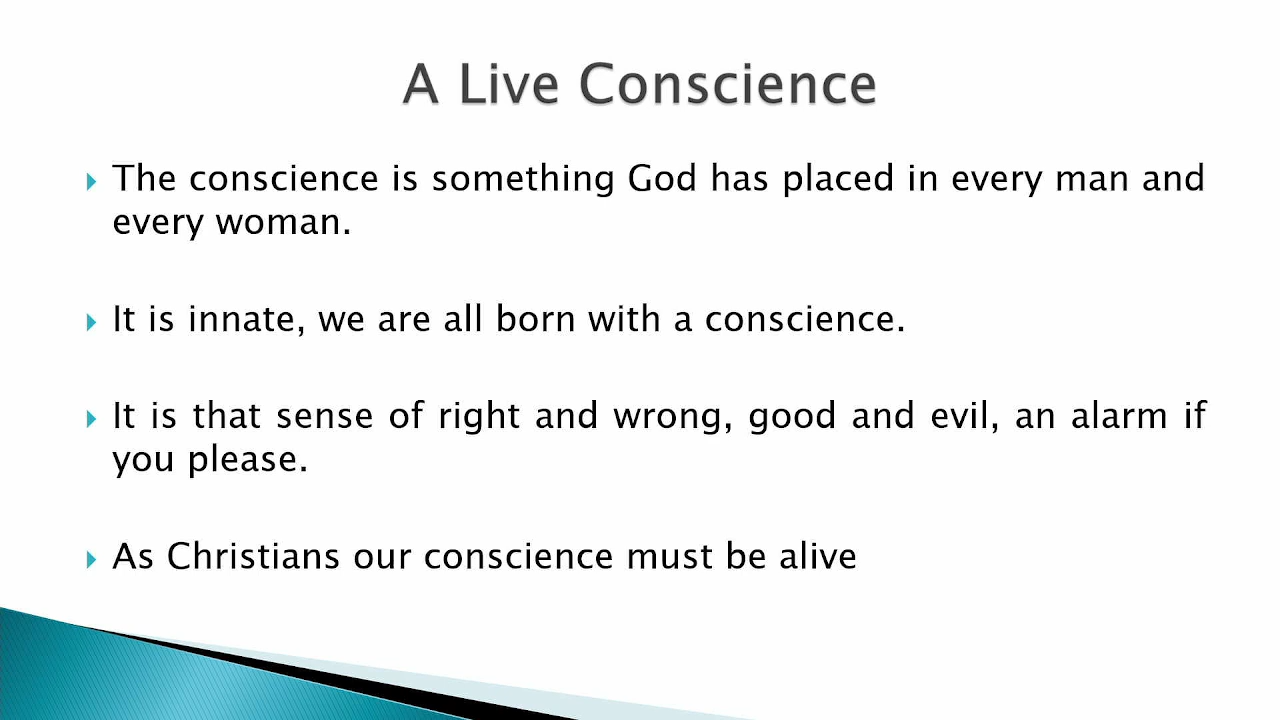 A Live Conscience
The conscience is something God has placed in every man and
every woman.
It is innate, we are all born with a conscience.
It is that sense of right and wrong, good and evil, an alarm if
you please.
As Christians our conscience must be alive